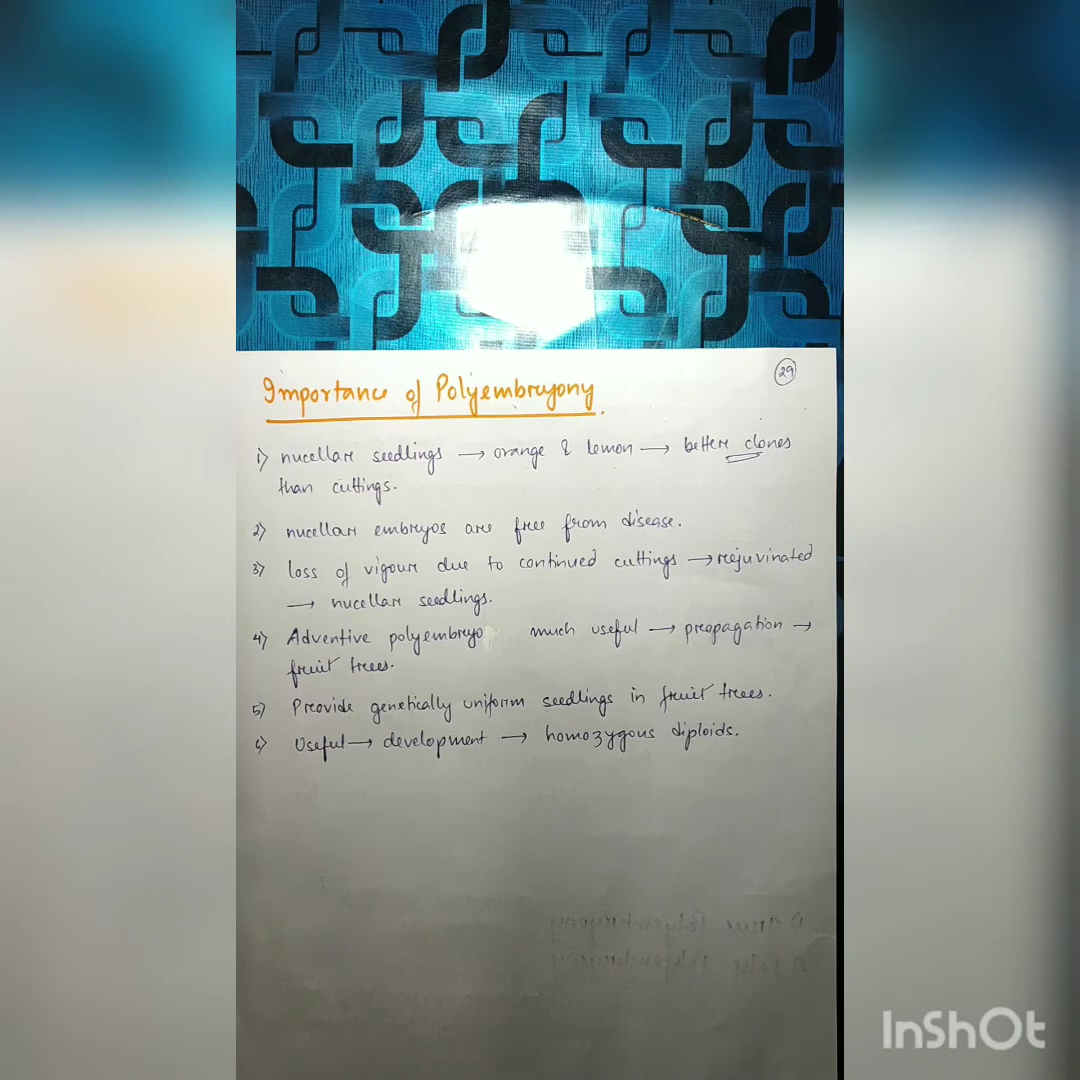 29
Importance of Polyembryony.
1) nucellar seedlings → orange & lemon → better clones
than cuttings.
2) nucellar embryos are free from disease.
3) loss of vigour due to continued cuttings → rejuvinated
→ nucellar seedlings.
4) Adventive polyembryo much useful → propagation →
fruit trees.
5) Provide genetically uniform seedlings in fruit trees.
6) Useful → development → homozygous diploids.
InShOt